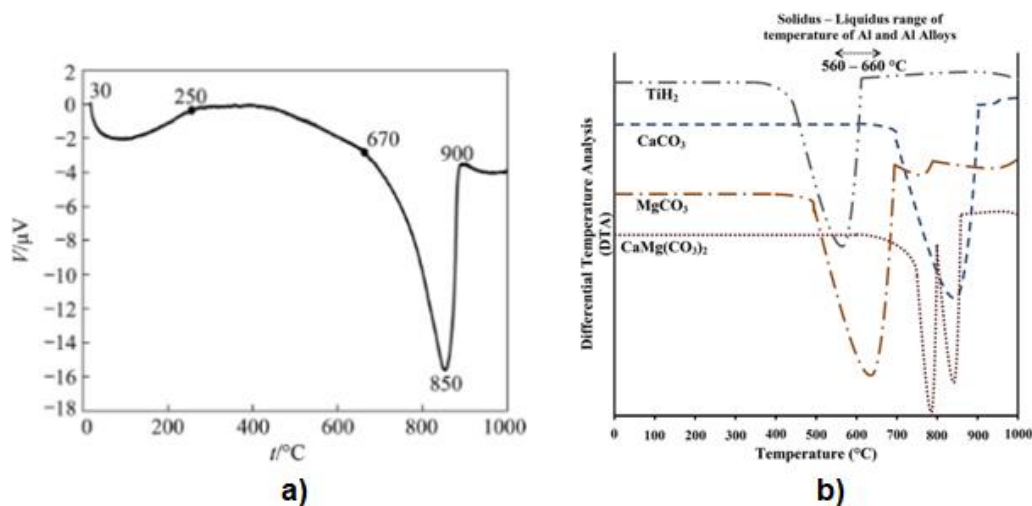 2
0
−2
−4
−6
−8
−10
−12
−14
−16
−18
V/μV
30
250
670
900
850
0 200 400 600 800 1000
t/°C
a)
Solidus – Liquidus range of
temperature of Al and Al Alloys
560 – 660 °C
TiH₂
CaCO₃
MgCO₃
CaMg(CO₃)₂
Differential Temperature Analysis
(DTA)
0 100 200 300 400 500 600 700 800 900 1000
Temperature (°C)
b)